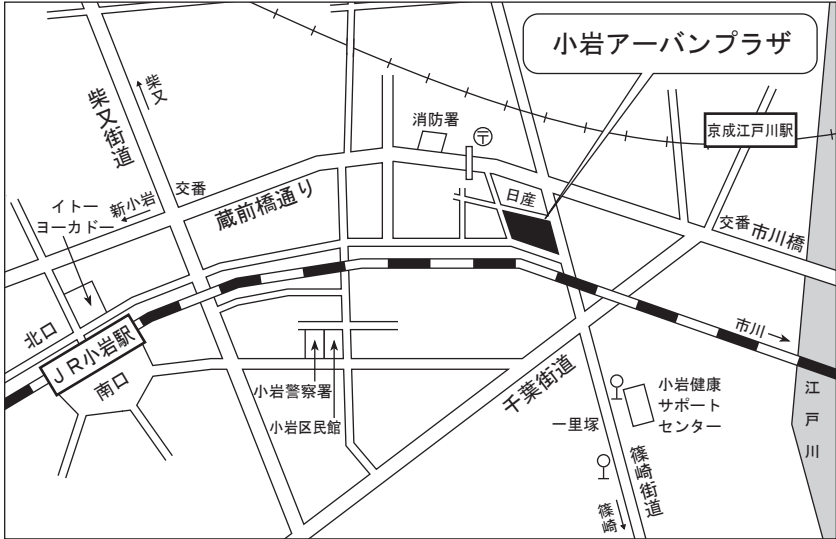 小岩アーバンプラザ
柴又
柴又街道
消防署
〒
京成江戸川駅
日産
交番
新小岩
蔵前橋通り
イトー
ヨーカドー
交番
市川橋
北口
JR小岩駅
南口
市川
小岩警察署
小岩区民館
千葉街道
小岩健康
サポート
センター
一里塚
江戸川
篠崎街道
篠崎